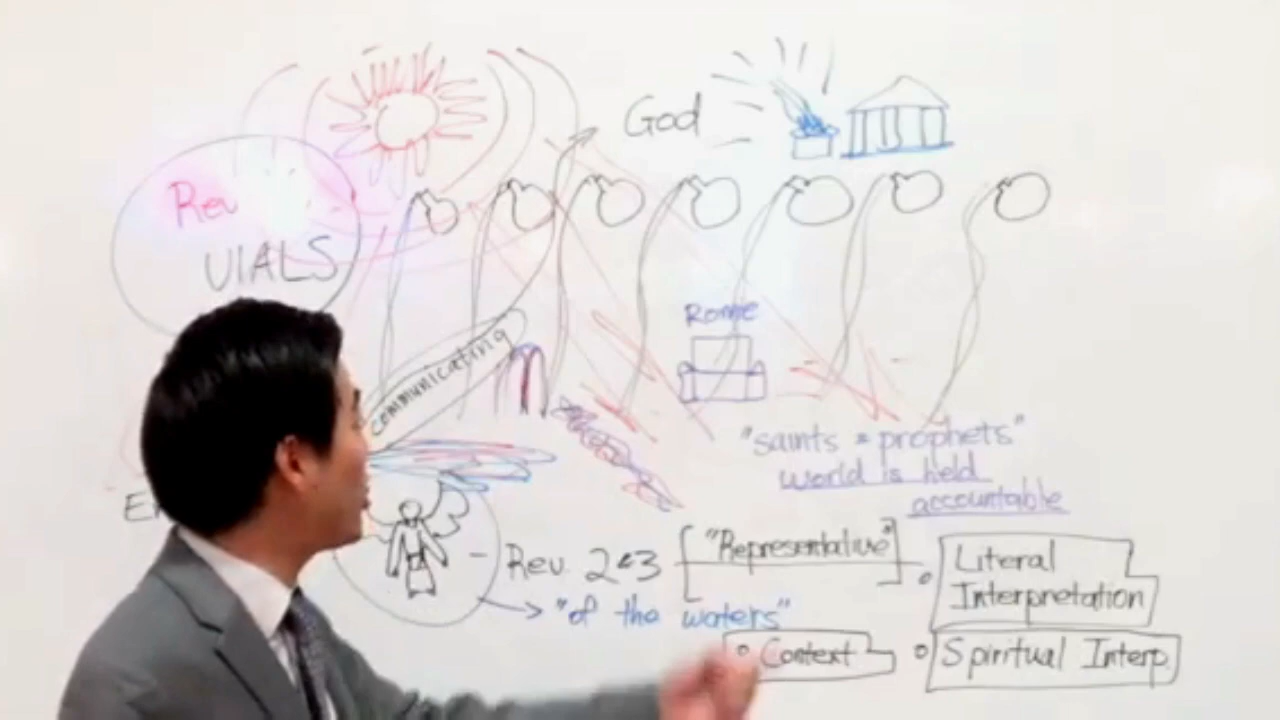 God
Rev
VIALS
Rome
communicating
"saints & prophets"
world is held
accountable
Rev. 2&3
"Representative"
Literal
Interpretation
"of the waters"
Context
Spiritual Interp.